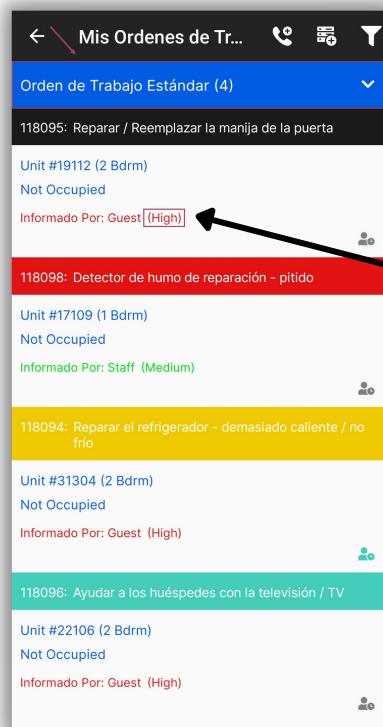 Mis Ordenes de Tr...
Orden de Trabajo Estándar (4)
118095: Reparar / Reemplazar la manija de la puerta
Unit #19112 (2 Bdrm)
Not Occupied
Informado Por: Guest (High)
118098: Detector de humo de reparación - pitido
Unit #17109 (1 Bdrm)
Not Occupied
Informado Por: Staff (Medium)
118094: Reparar el refrigerador - demasiado caliente / no
frío
Unit #31304 (2 Bdrm)
Not Occupied
Informado Por: Guest (High)
118096: Ayudar a los huéspedes con la televisión / TV
Unit #22106 (2 Bdrm)
Not Occupied
Informado Por: Guest (High)